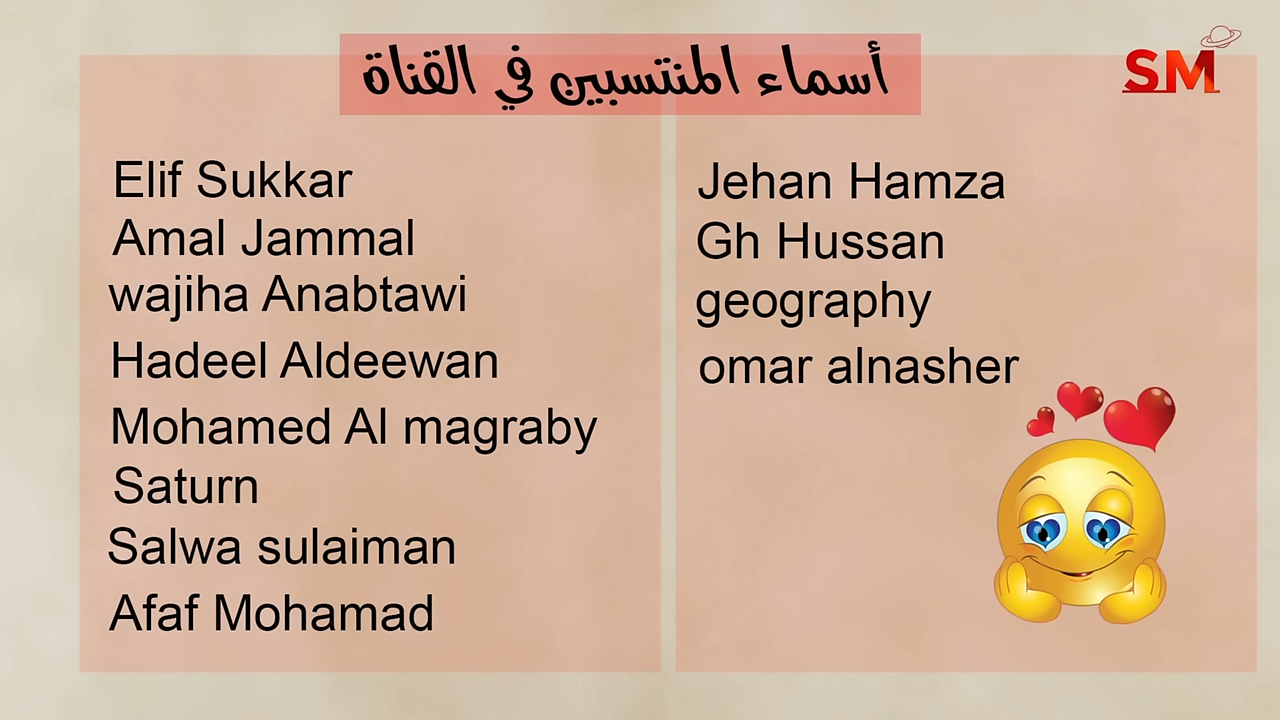 أسماء المنتسبين في القناة
SM
Elif Sukkar
Amal Jammal
wajiha Anabtawi
Hadeel Aldeewan
Mohamed Al magraby
Saturn
Salwa sulaiman
Afaf Mohamad
Jehan Hamza
Gh Hussan
geography
omar alnasher